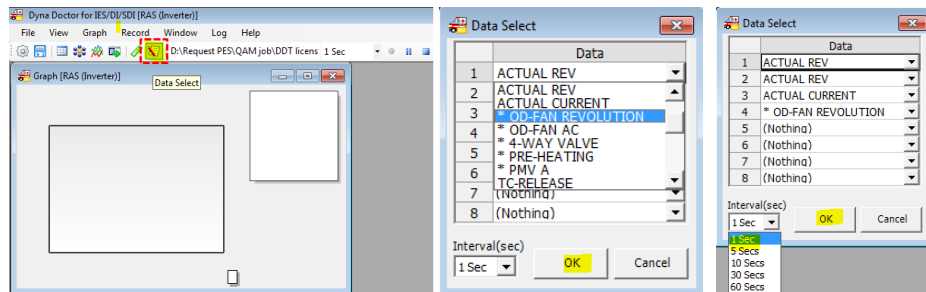 Dyna Doctor for IES/DI/SDI [RAS (Inverter)]
File View Graph Record Window Log Help
D:\Request PES\QAM job\DDT licens 1 Sec
Graph [RAS (Inverter)]
Data Select
Data Select
Data
1 ACTUAL REV
2 ACTUAL REV
ACTUAL CURRENT
3 * OD-FAN REVOLUTION
4 * OD-FAN AC
* 4-WAY VALVE
5 * PRE-HEATING
6 * PMV A
TC-RELEASE
7 (Nothing)
8 (Nothing)
Interval(sec)
1 Sec OK Cancel
Data Select
Data
1 ACTUAL REV
2 ACTUAL REV
3 ACTUAL CURRENT
4 * OD-FAN REVOLUTION
5 (Nothing)
6 (Nothing)
7 (Nothing)
8 (Nothing)
Interval(sec)
1 Sec OK Cancel
1 Sec
5 Secs
10 Secs
30 Secs
60 Secs